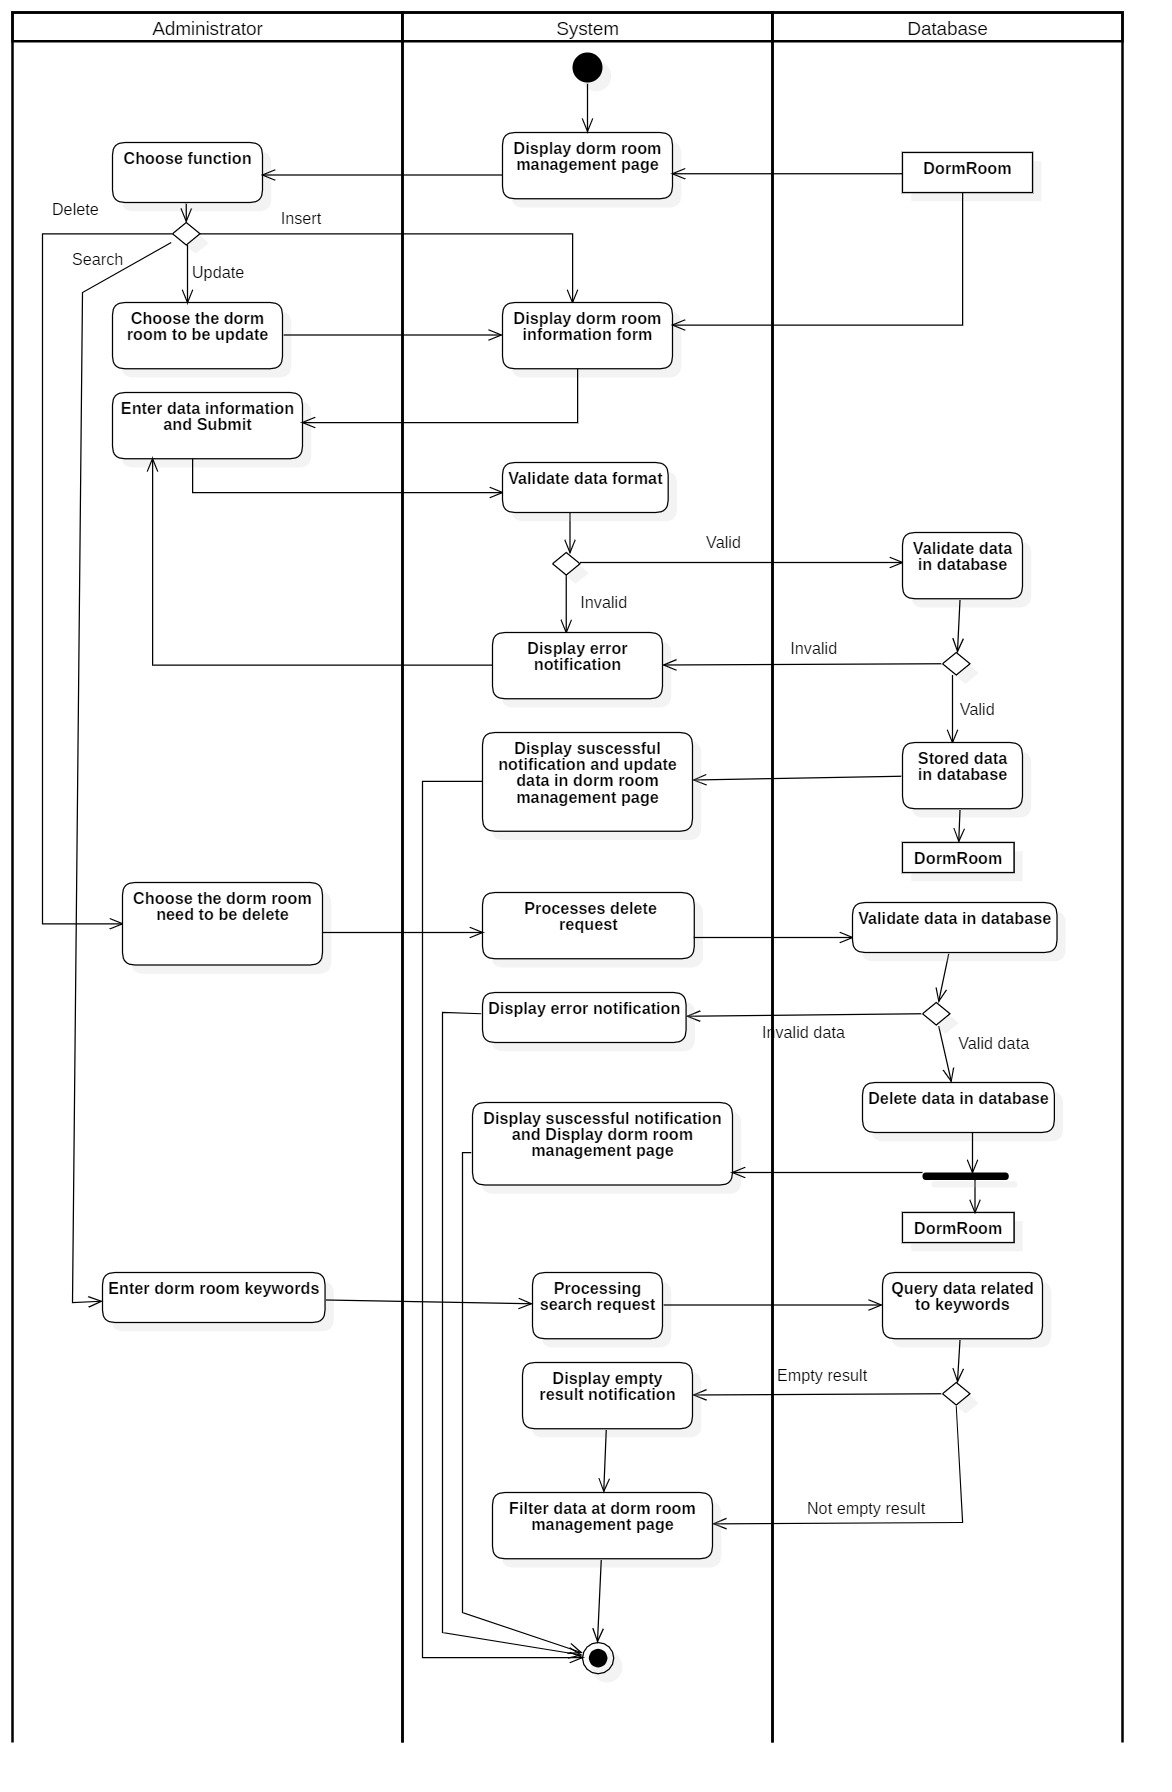 Administrator
System
Database
Choose function
Display dorm room
management page
DormRoom
Delete
Insert
Search
Update
Choose the dorm
room to be update
Display dorm room
information form
Enter data information
and Submit
Validate data format
Valid
Validate data
in database
Invalid
Display error
notification
Invalid
Valid
Display suscessful
notification and update
data in dorm room
management page
Stored data
in database
DormRoom
Choose the dorm room
need to be delete
Processes delete
request
Validate data in database
Display error notification
Invalid data
Valid data
Delete data in database
Display suscessful notification
and Display dorm room
management page
DormRoom
Enter dorm room keywords
Processing
search request
Query data related
to keywords
Display empty
result notification
Empty result
Filter data at dorm room
management page
Not empty result